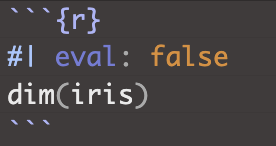 ```{r}
#| eval: false
dim(iris)
```